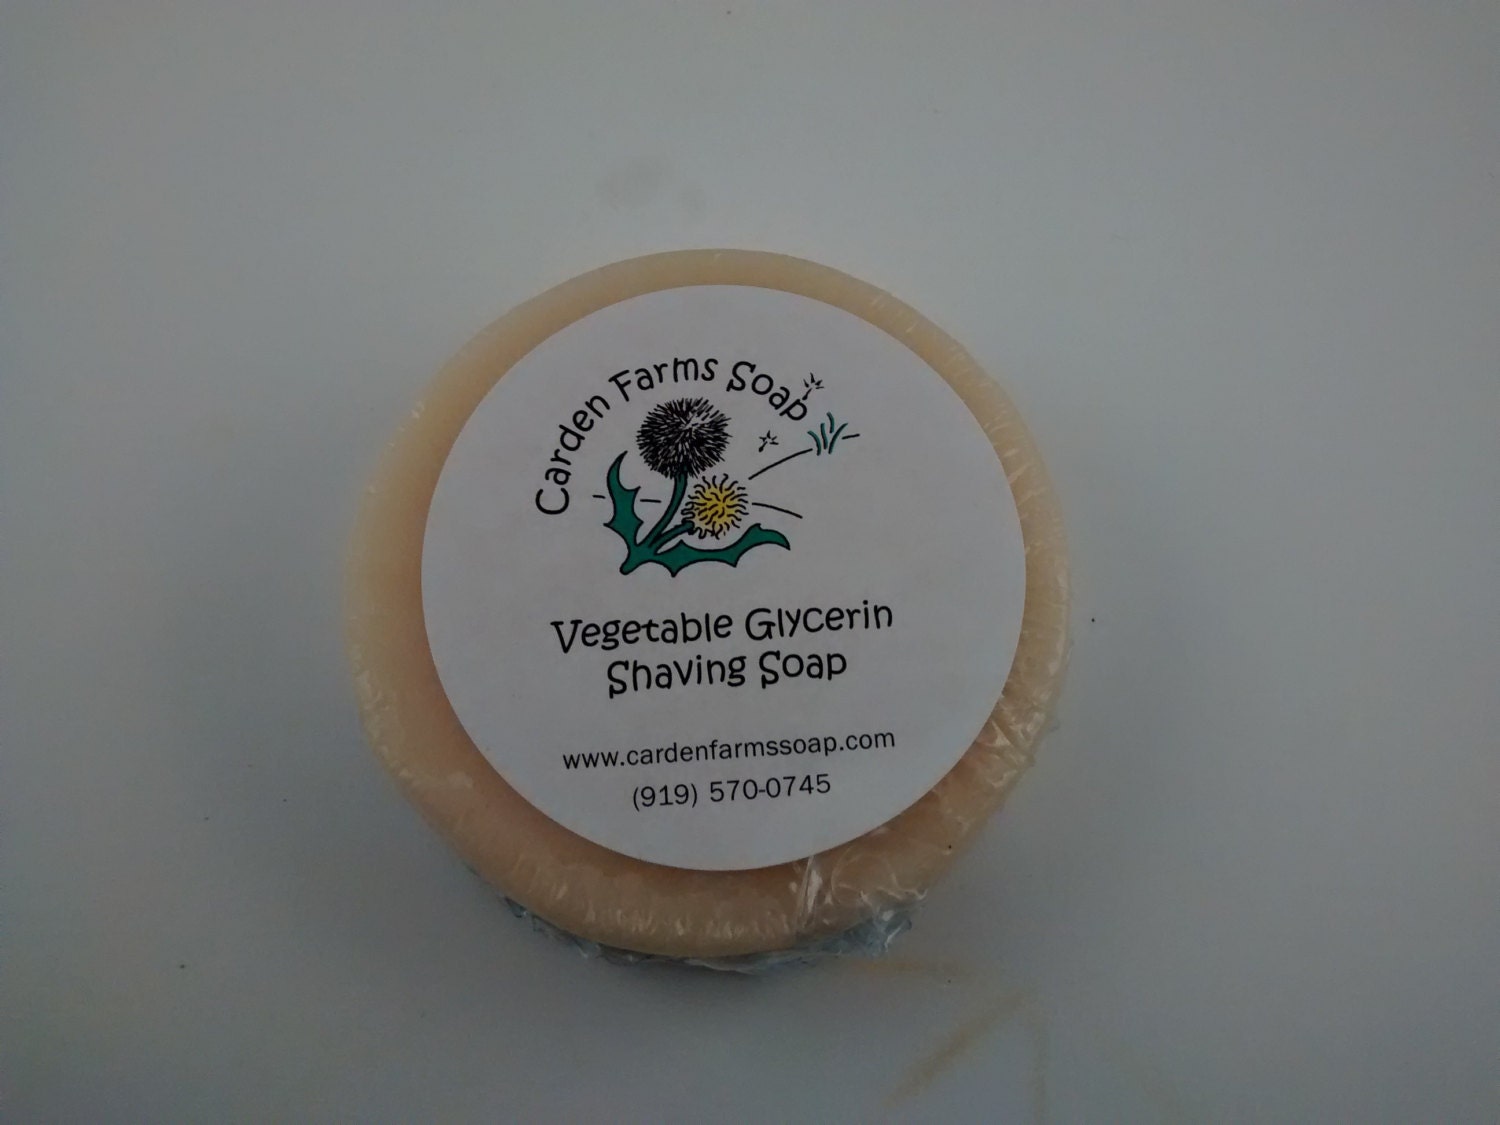 Carden Farms Soap
Vegetable Glycerin
Shaving Soap
www.cardenfarmssoap.com
(919) 570-0745